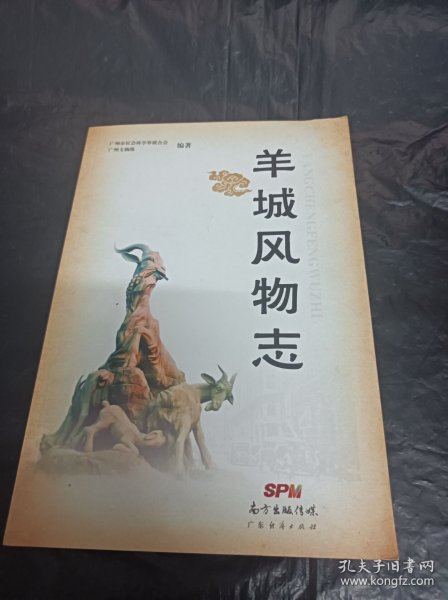 广州市社会科学界联合会
广州文摘报
编著
羊城风物志
YANGCHENGFENGWUZHI
SPM
南方出版传媒
广东经济出版社
孔夫子旧书网
www.kongfz.com